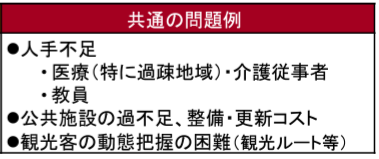 共通の問題例
●人手不足
・医療(特に過疎地域)・介護従事者
・教員
●公共施設の過不足、整備・更新コスト
●観光客の動態把握の困難(観光ルート等)